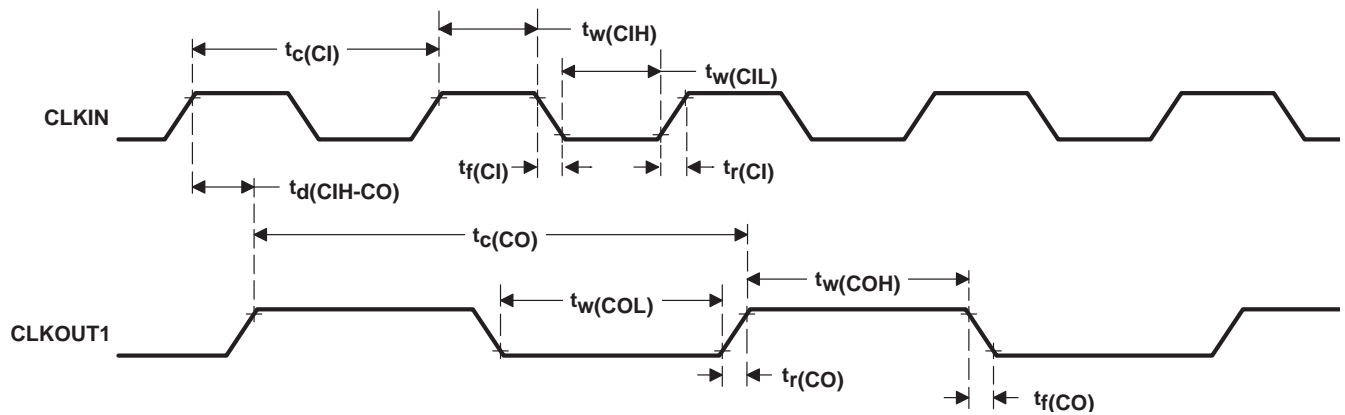 tc(CI)
tw(CIH)
tw(CIL)
CLKIN
tf(CI)
tr(CI)
td(CIH-CO)
tc(CO)
tw(COH)
tw(COL)
CLKOUT1
tr(CO)
tf(CO)